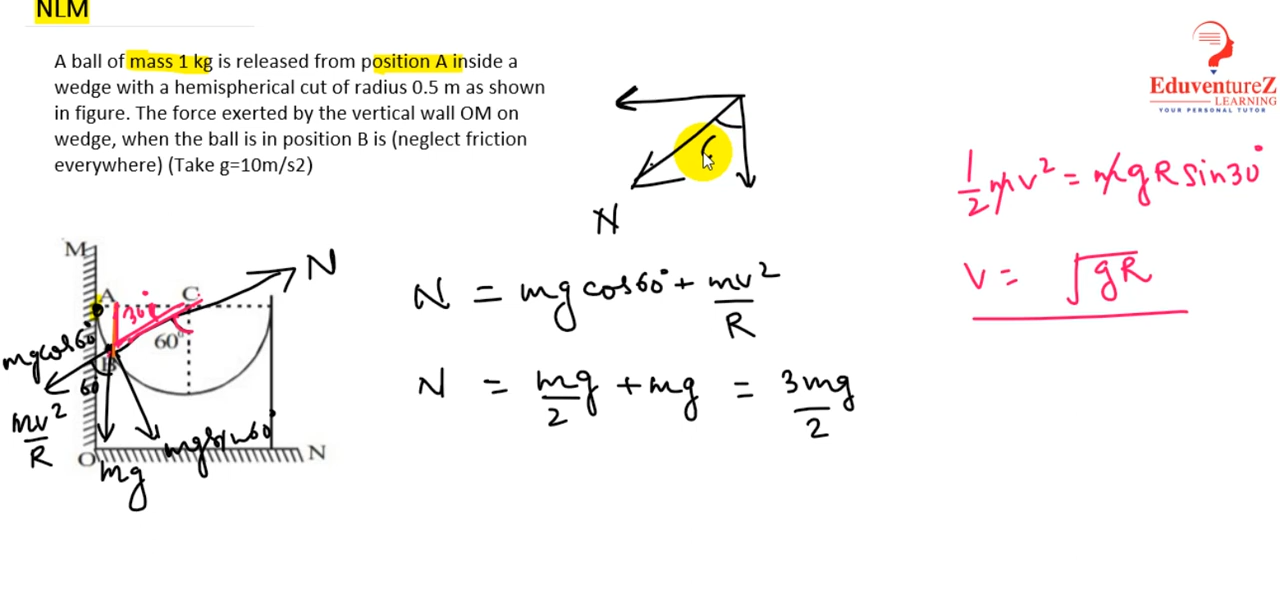 NLM
A ball of mass 1 kg is released from position A inside a
wedge with a hemispherical cut of radius 0.5 m as shown
in figure. The force exerted by the vertical wall OM on
wedge, when the ball is in position B is (neglect friction
everywhere) (Take g=10m/s2)
EduventureZ
LEARNING
YOUR PERSONAL TUTOR
1/2 mv² = mgR sin30°
v = √gR
N
N = mg cos60° + mv²/R
N = mg/2 + mg = 3mg/2
M
A
C
30°
N
60°
B
mgcos60°
60
mv²/R
mgsin60°
O
N
mg